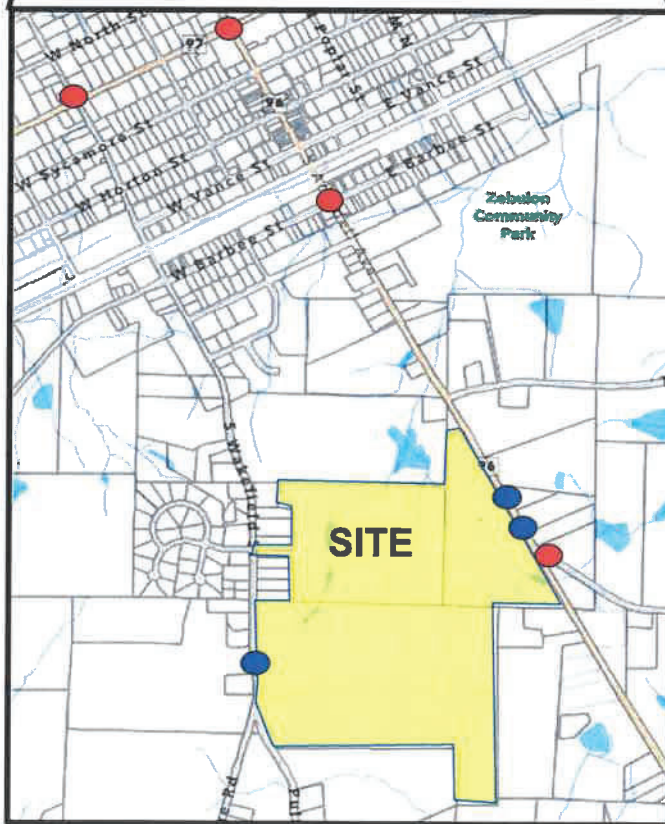 W North St
97
Poplar St
N
96
E Vance St
W Sycamore St
W Horton St
W Vance St
E Barbee St
W Barbee St
Zebulon
Community
Park
S Wakefield
96
SITE
Rd